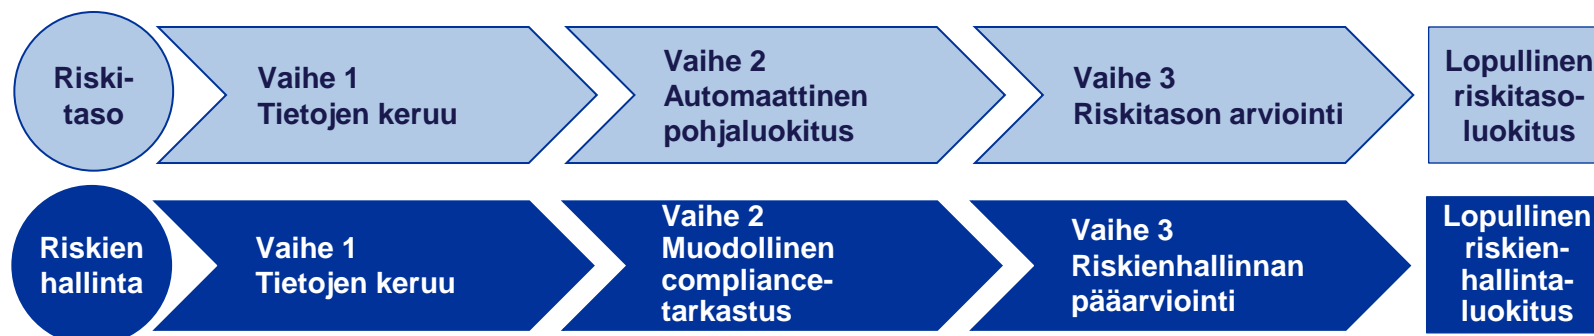 Riski-
taso
Vaihe 1
Tietojen keruu
Vaihe 2
Automaattinen
pohjaluokitus
Vaihe 3
Riskitason arviointi
Lopullinen
riskitaso-
luokitus
Riskien
hallinta
Vaihe 1
Tietojen keruu
Vaihe 2
Muodollinen
compliance-
tarkastus
Vaihe 3
Riskienhallinnan
pääarviointi
Lopullinen
riskien-
hallinta-
luokitus